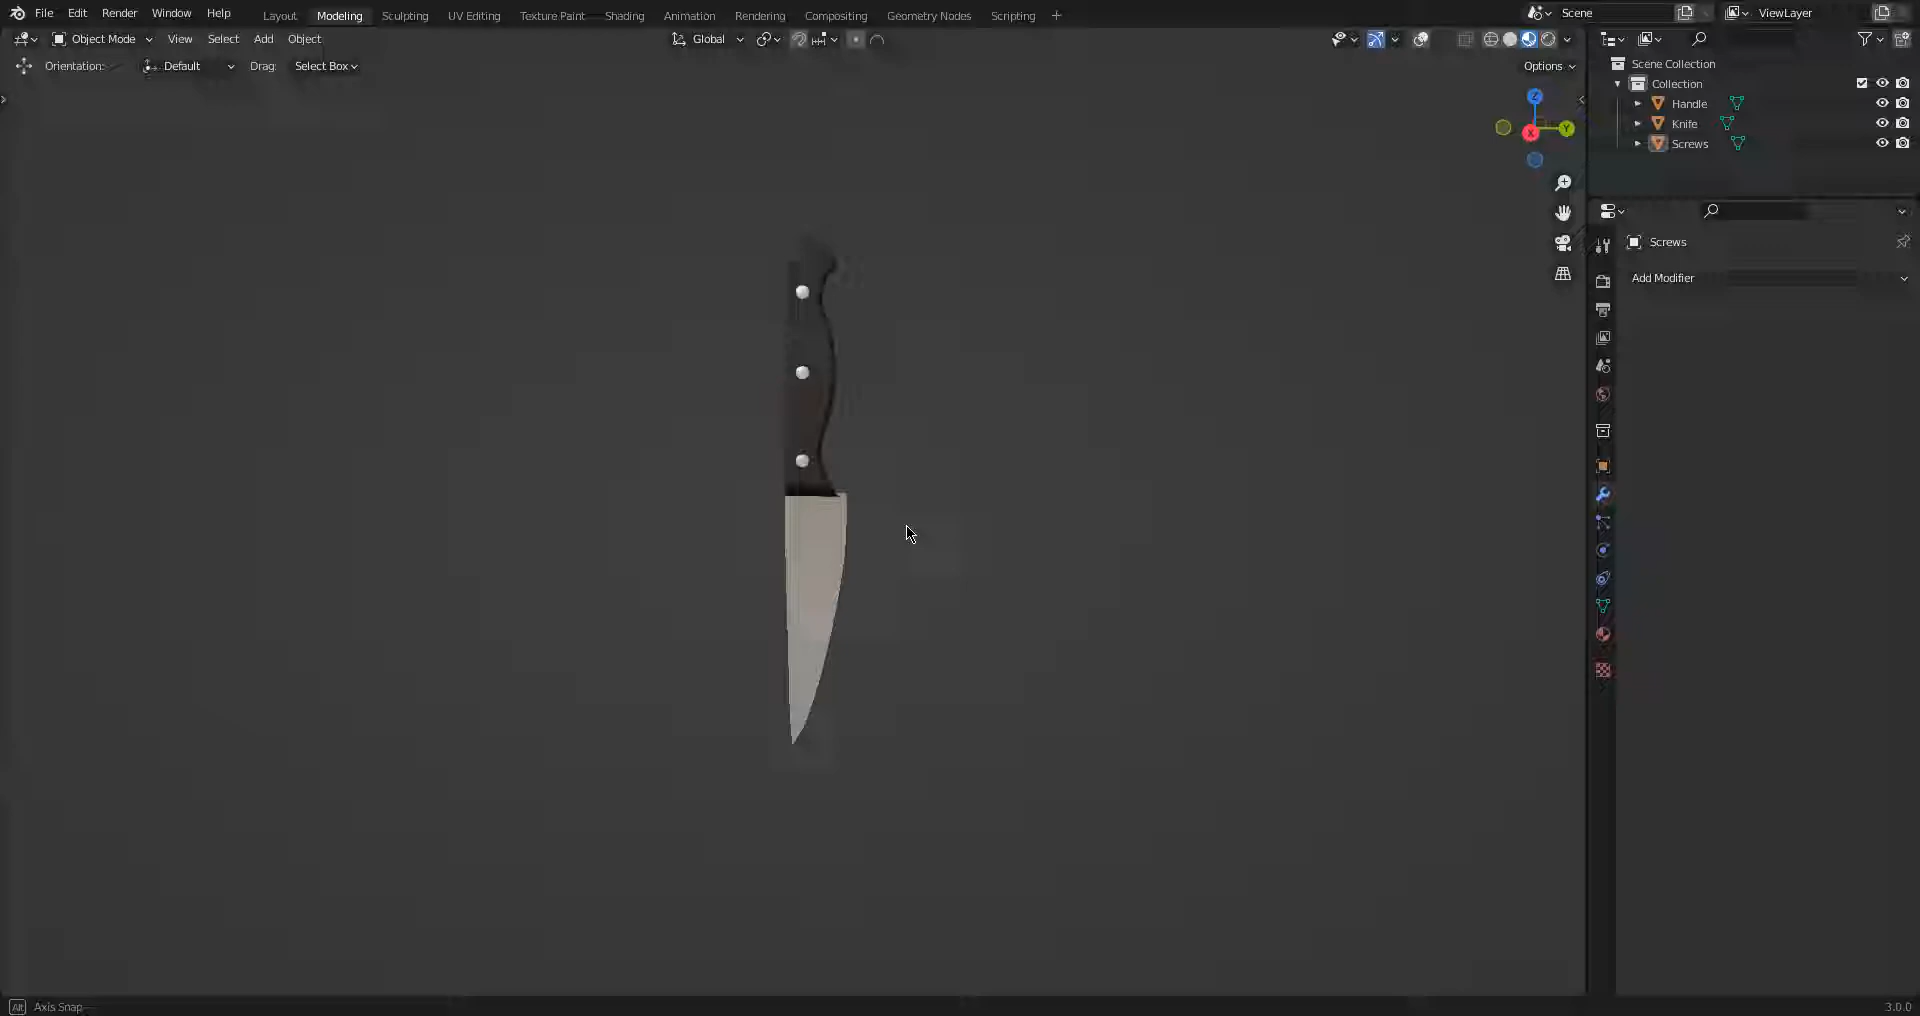 File Edit Render Window Help Layout Modeling Sculpting UV Editing Texture Paint Shading Animation Rendering Compositing Geometry Nodes Scripting + Scene ViewLayer
Object Mode View Select Add Object Global
Orientation: Default Drag: Select Box Options
Scene Collection
Collection
Handle
Knife
Screws
Z
Y
X
Screws
Add Modifier
Alt Axis Snap 3.0.0